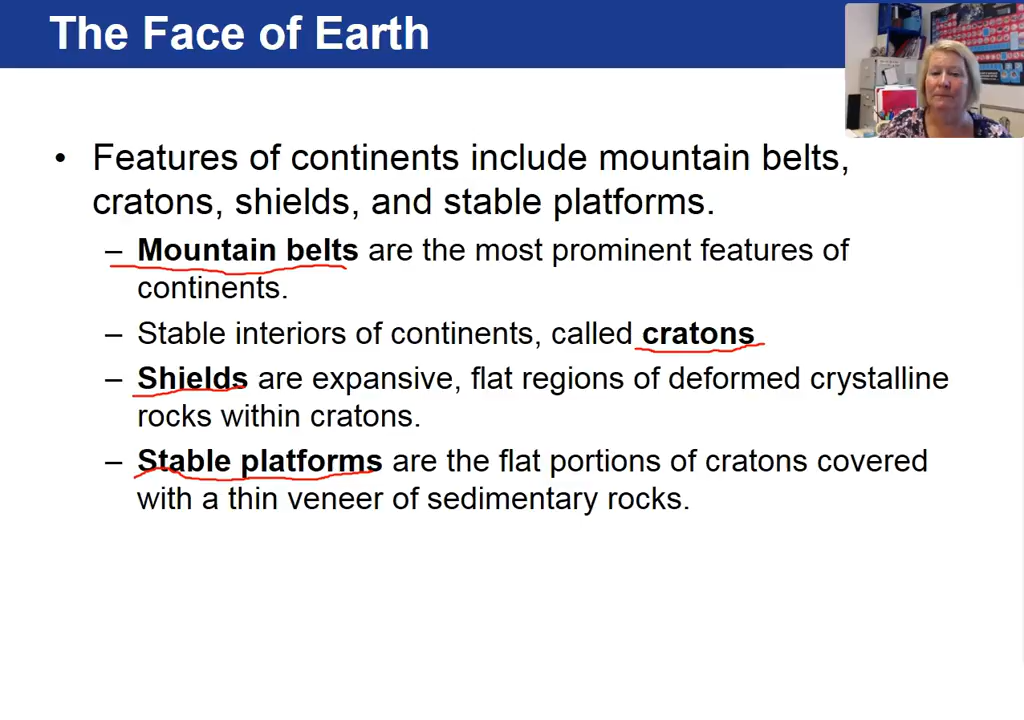 The Face of Earth
• Features of continents include mountain belts,
cratons, shields, and stable platforms.
– Mountain belts are the most prominent features of
continents.
– Stable interiors of continents, called cratons
– Shields are expansive, flat regions of deformed crystalline
rocks within cratons.
– Stable platforms are the flat portions of cratons covered
with a thin veneer of sedimentary rocks.